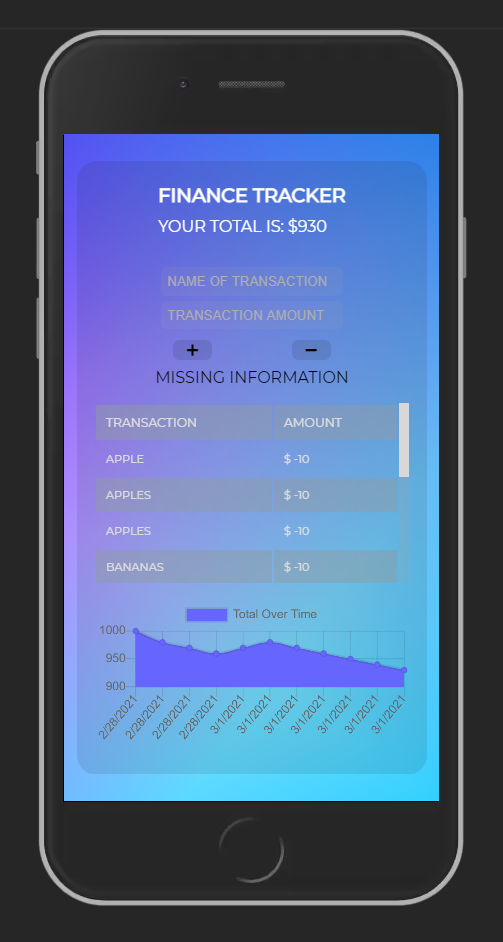 FINANCE TRACKER
YOUR TOTAL IS: $930
NAME OF TRANSACTION
TRANSACTION AMOUNT
+ −
MISSING INFORMATION
TRANSACTION AMOUNT
APPLE $ -10
APPLES $ -10
APPLES $ -10
BANANAS $ -10
Total Over Time
1000
950
900
2/28/2021 2/28/2021 2/28/2021 2/28/2021 3/1/2021 3/1/2021 3/1/2021 3/1/2021 3/1/2021 3/1/2021 3/1/2021